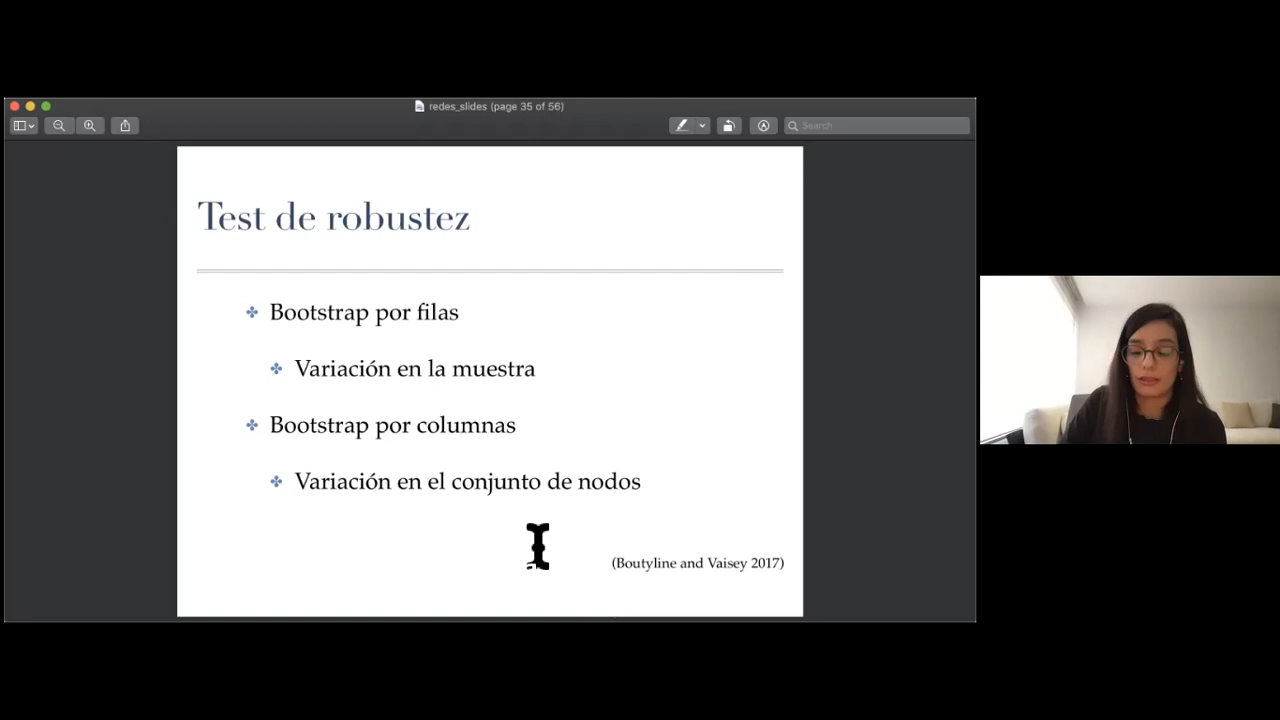 redes_slides (page 35 of 56)
Search
Test de robustez
Bootstrap por filas
Variación en la muestra
Bootstrap por columnas
Variación en el conjunto de nodos
(Boutyline and Vaisey 2017)